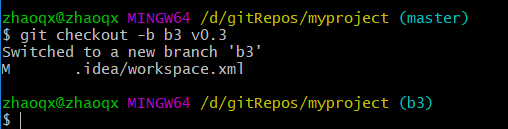 zhaoqx@zhaoqx MINGW64 /d/gitRepos/myproject (master)
$ git checkout -b b3 v0.3
Switched to a new branch 'b3'
M       .idea/workspace.xml
zhaoqx@zhaoqx MINGW64 /d/gitRepos/myproject (b3)
$